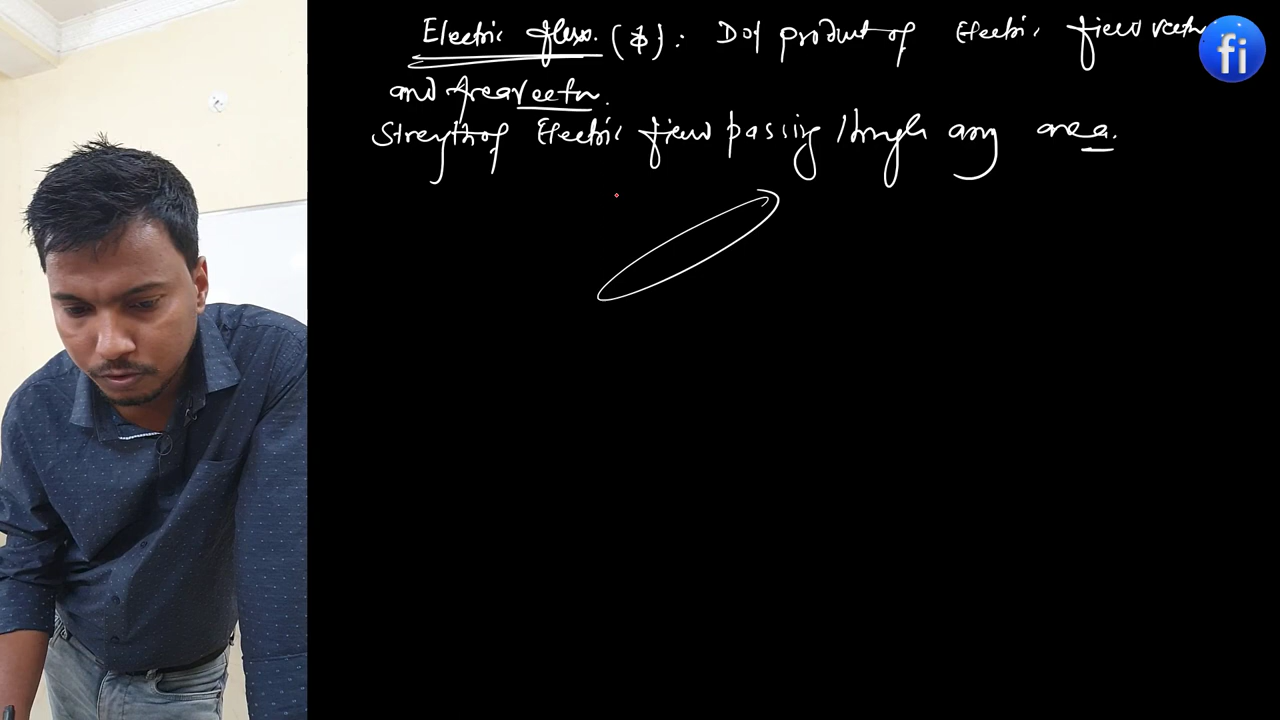 Electric flux (ϕ): Dot product of Electric field vector
and Area vector.
Strength of Electric field passing through any area.
fi